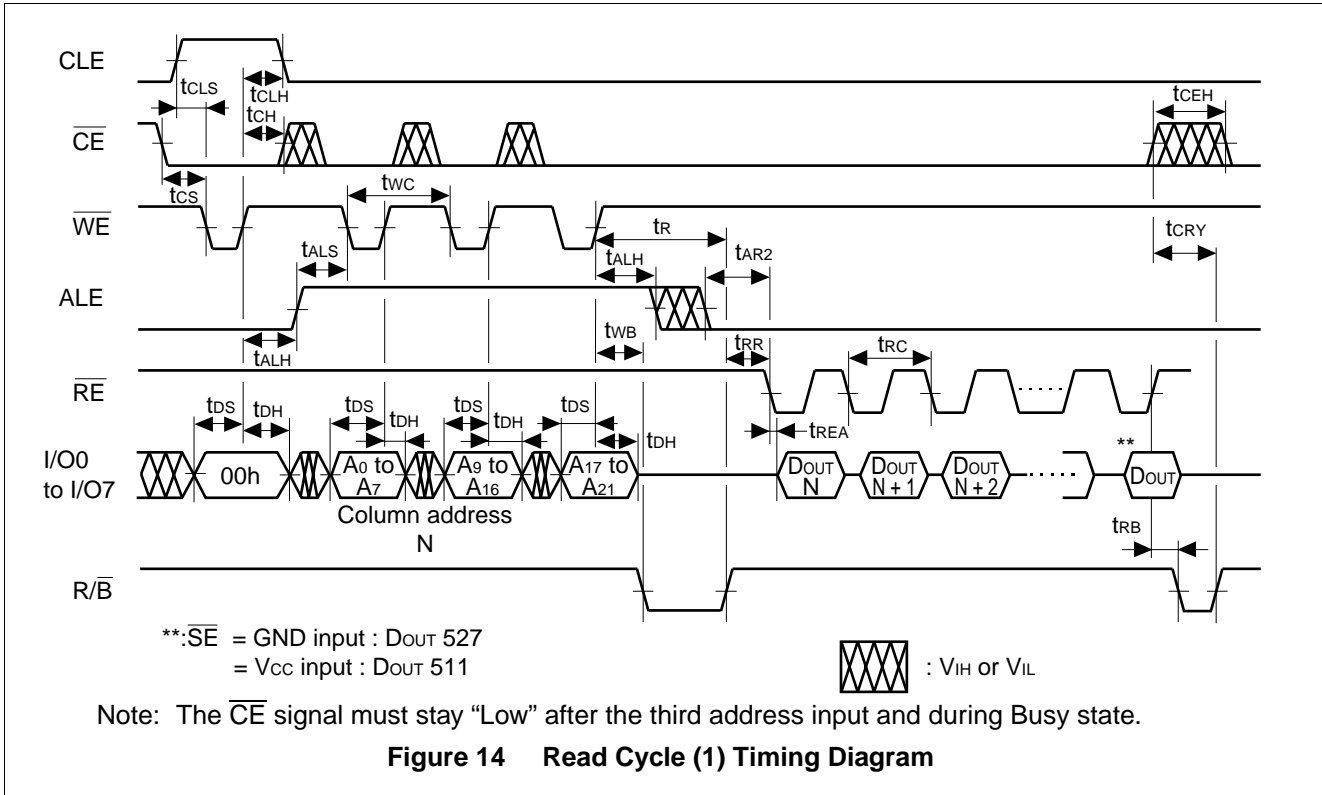 CLE
tCLS
tCLH
tCH
tCEH
CE
tCS
tWC
WE
tR
tCRY
tALS
tALH
tAR2
ALE
tALH
tWB
tRR
tRC
RE
tDS
tDH
tDS
tDH
tDS
tDH
tDS
tDH
tREA
**
I/O0
to I/O7
00h
A0 to
A7
A9 to
A16
A17 to
A21
DOUT
N
DOUT
N + 1
DOUT
N + 2
DOUT
Column address
N
tRB
R/B
**:SE = GND input : DOUT 527
= VCC input : DOUT 511
: VIH or VIL
Note: The CE signal must stay “Low” after the third address input and during Busy state.
Figure 14 Read Cycle (1) Timing Diagram